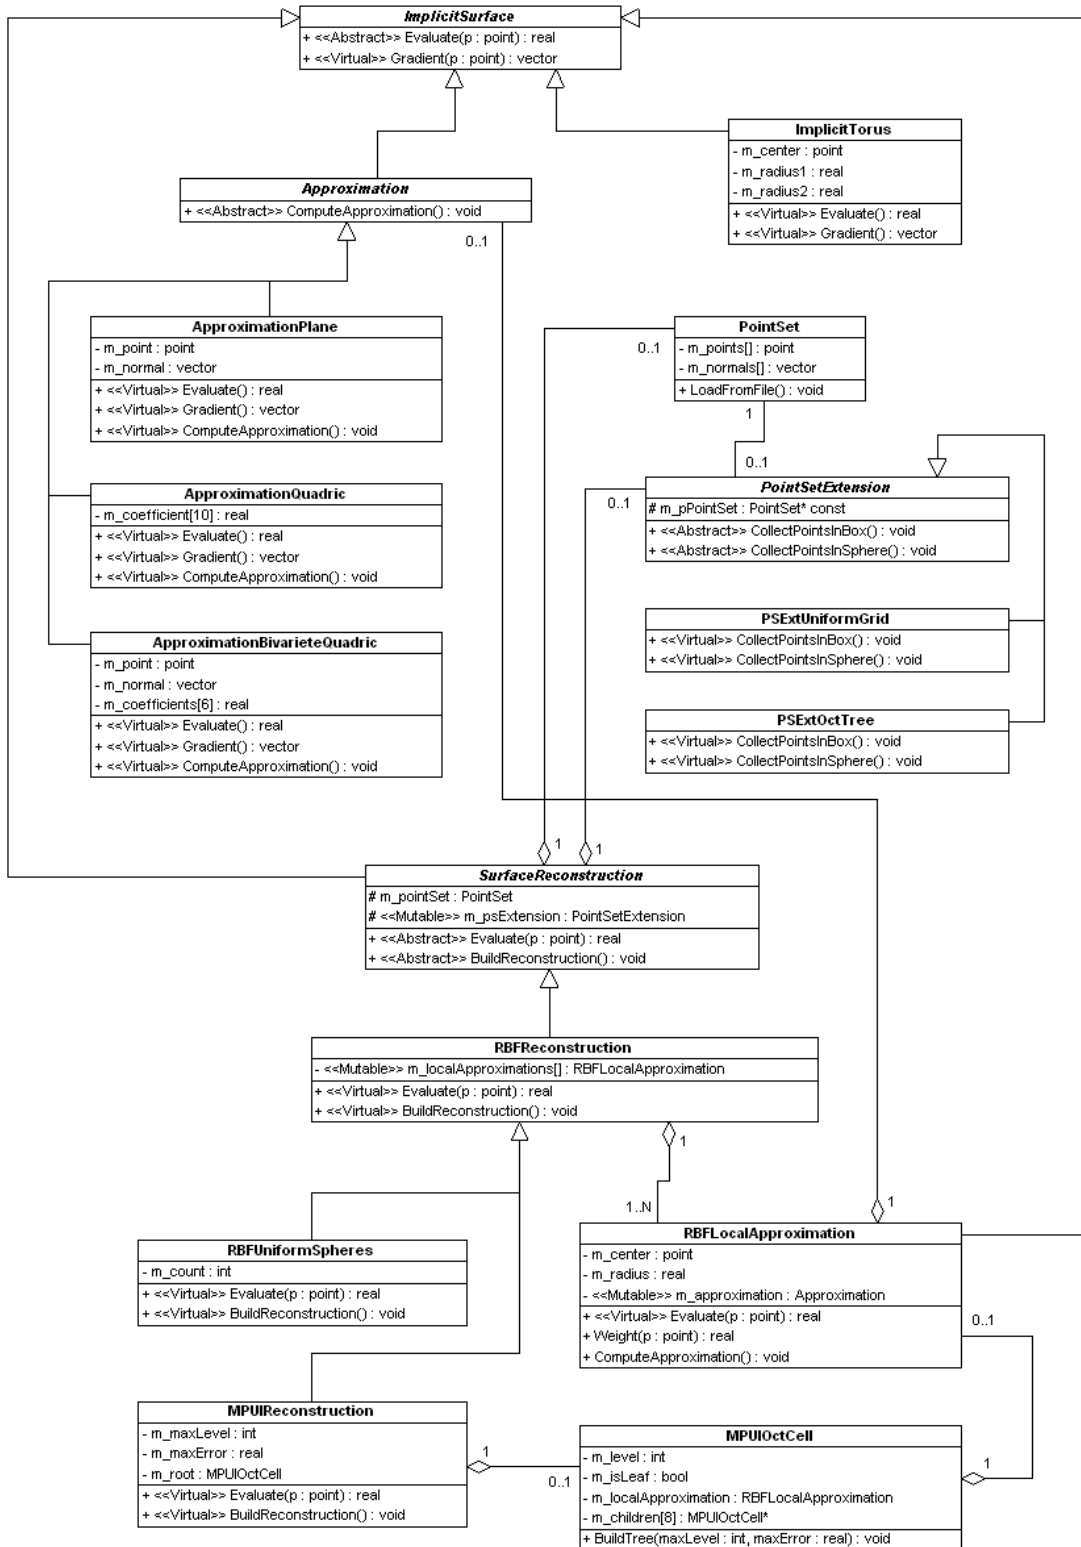 ImplicitSurface
+ <<Abstract>> Evaluate(p : point) : real
+ <<Virtual>> Gradient(p : point) : vector
ImplicitTorus
- m_center : point
- m_radius1 : real
- m_radius2 : real
+ <<Virtual>> Evaluate() : real
+ <<Virtual>> Gradient() : vector
Approximation
+ <<Abstract>> ComputeApproximation() : void
0..1
ApproximationPlane
- m_point : point
- m_normal : vector
+ <<Virtual>> Evaluate() : real
+ <<Virtual>> Gradient() : vector
+ <<Virtual>> ComputeApproximation() : void
PointSet
- m_points[] : point
- m_normals[] : vector
+ LoadFromFile() : void
0..1
1
0..1
ApproximationQuadric
- m_coefficient[10] : real
+ <<Virtual>> Evaluate() : real
+ <<Virtual>> Gradient() : vector
+ <<Virtual>> ComputeApproximation() : void
PointSetExtension
# m_pPointSet : PointSet* const
+ <<Abstract>> CollectPointsInBox() : void
+ <<Abstract>> CollectPointsInSphere() : void
0..1
PSExtUniformGrid
+ <<Virtual>> CollectPointsInBox() : void
+ <<Virtual>> CollectPointsInSphere() : void
ApproximationBivarieteQuadric
- m_point : point
- m_normal : vector
- m_coefficients[6] : real
+ <<Virtual>> Evaluate() : real
+ <<Virtual>> Gradient() : vector
+ <<Virtual>> ComputeApproximation() : void
PSExtOctTree
+ <<Virtual>> CollectPointsInBox() : void
+ <<Virtual>> CollectPointsInSphere() : void
1
1
SurfaceReconstruction
# m_pointSet : PointSet
# <<Mutable>> m_psExtension : PointSetExtension
+ <<Abstract>> Evaluate(p : point) : real
+ <<Abstract>> BuildReconstruction() : void
RBFReconstruction
- <<Mutable>> m_localApproximations[] : RBFLocalApproximation
+ <<Virtual>> Evaluate(p : point) : real
+ <<Virtual>> BuildReconstruction() : void
1
1..N
1
RBFUniformSpheres
- m_count : int
+ <<Virtual>> Evaluate(p : point) : real
+ <<Virtual>> BuildReconstruction() : void
RBFLocalApproximation
- m_center : point
- m_radius : real
- <<Mutable>> m_approximation : Approximation
+ <<Virtual>> Evaluate(p : point) : real
+ Weight(p : point) : real
+ ComputeApproximation() : void
0..1
MPUIReconstruction
- m_maxLevel : int
- m_maxError : real
- m_root : MPUIOctCell
+ <<Virtual>> Evaluate(p : point) : real
+ <<Virtual>> BuildReconstruction() : void
1
0..1
MPUIOctCell
- m_level : int
- m_isLeaf : bool
- m_localApproximation : RBFLocalApproximation
- m_children[8] : MPUIOctCell*
+ BuildTree(maxLevel : int, maxError : real) : void
1